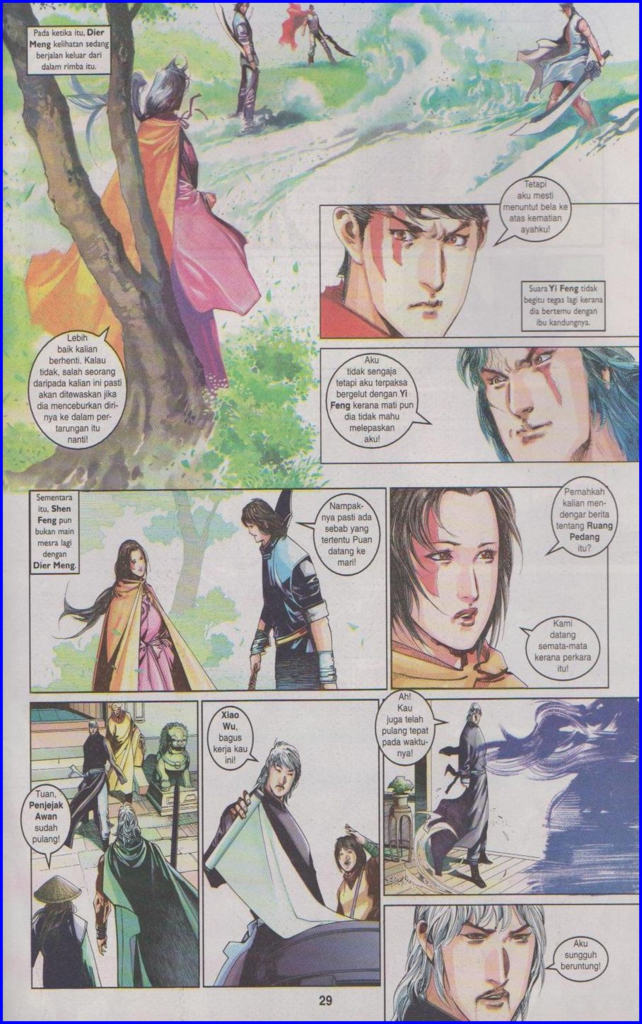 Pada ketika itu, Dier
Meng kelihatan sedang
berjalan keluar dari
dalam rimba itu.
Tetapi
aku mesti
menuntut bela ke
atas kematian
ayahku!
Suara Yi Feng tidak
begitu tegas lagi kerana
dia bertemu dengan
ibu kandungnya.
Lebih
baik kalian
berhenti. Kalau
tidak, salah seorang
daripada kalian ini pasti
akan ditewaskan jika
dia menceburkan diri-
nya ke dalam per-
tarungan itu
nanti!
Aku
tidak sengaja
tetapi aku terpaksa
bergelut dengan Yi
Feng kerana mati pun
dia tidak mahu
melepaskan
aku!
Sementara
itu, Shen
Feng pun
bukan main
mesra lagi
dengan
Dier Meng.
Nampak-
nya pasti ada
sebab yang
tertentu Puan
datang ke
mari!
Pernahkah
kalian men-
dengar berita
tentang Ruang
Pedang
itu?
Kami
datang
semata-mata
kerana perkara
itu!
Tuan,
Penjejak
Awan
sudah
pulang!
Xiao
Wu,
bagus
kerja kau
ini!
Ah!
Kau
juga telah
pulang tepat
pada waktu-
nya!
Aku
sungguh
beruntung!
29